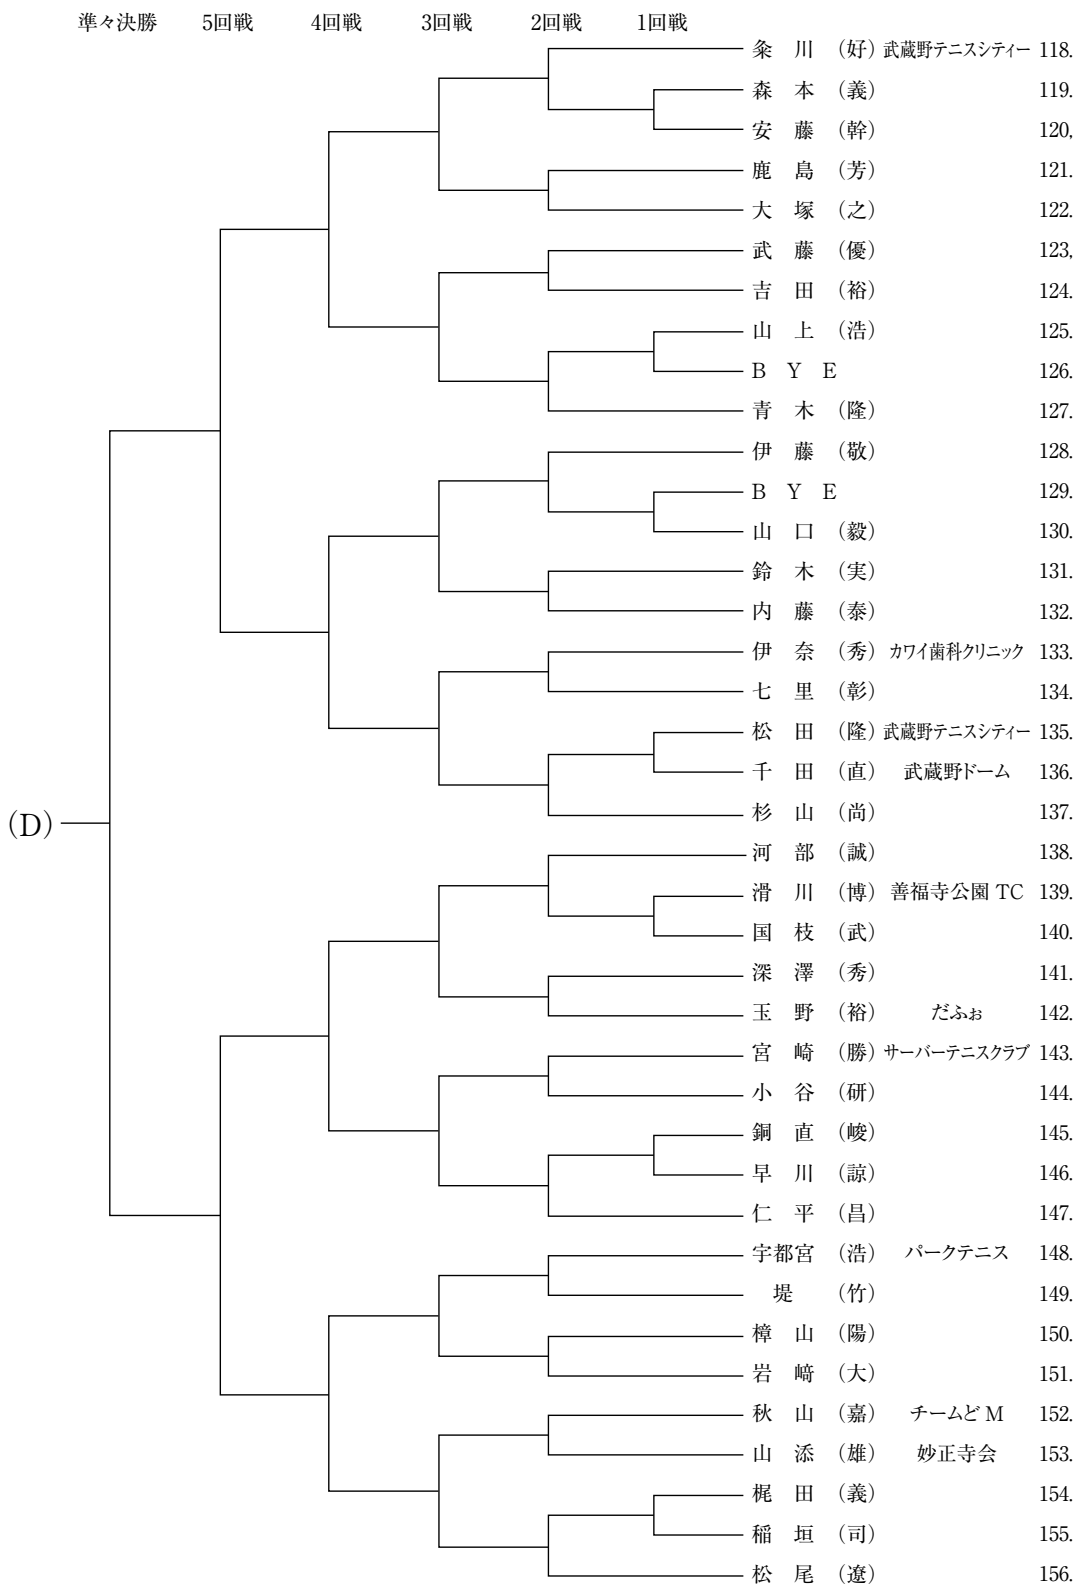 準々決勝 5回戦 4回戦 3回戦 2回戦 1回戦
粂 川 （好） 武蔵野テニスシティー 118.
森 本 （義） 119.
安 藤 （幹） 120,
鹿 島 （芳） 121.
大 塚 （之） 122.
武 藤 （優） 123,
吉 田 （裕） 124.
山 上 （浩） 125.
B Y E 126.
青 木 （隆） 127.
伊 藤 （敬） 128.
B Y E 129.
山 口 （毅） 130.
鈴 木 （実） 131.
内 藤 （泰） 132.
伊 奈 （秀） カワイ歯科クリニック 133.
七 里 （彰） 134.
松 田 （隆） 武蔵野テニスシティー 135.
千 田 （直） 武蔵野ドーム 136.
杉 山 （尚） 137.
(D)
河 部 （誠） 138.
滑 川 （博） 善福寺公園 TC 139.
国 枝 （武） 140.
深 澤 （秀） 141.
玉 野 （裕） だふぉ 142.
宮 崎 （勝） サーバーテニスクラブ 143.
小 谷 （研） 144.
銅 直 （峻） 145.
早 川 （諒） 146.
仁 平 （昌） 147.
宇都宮 （浩） パークテニス 148.
堤 （竹） 149.
樟 山 （陽） 150.
岩 﨑 （大） 151.
秋 山 （嘉） チームど M 152.
山 添 （雄） 妙正寺会 153.
梶 田 （義） 154.
稲 垣 （司） 155.
松 尾 （遼） 156.